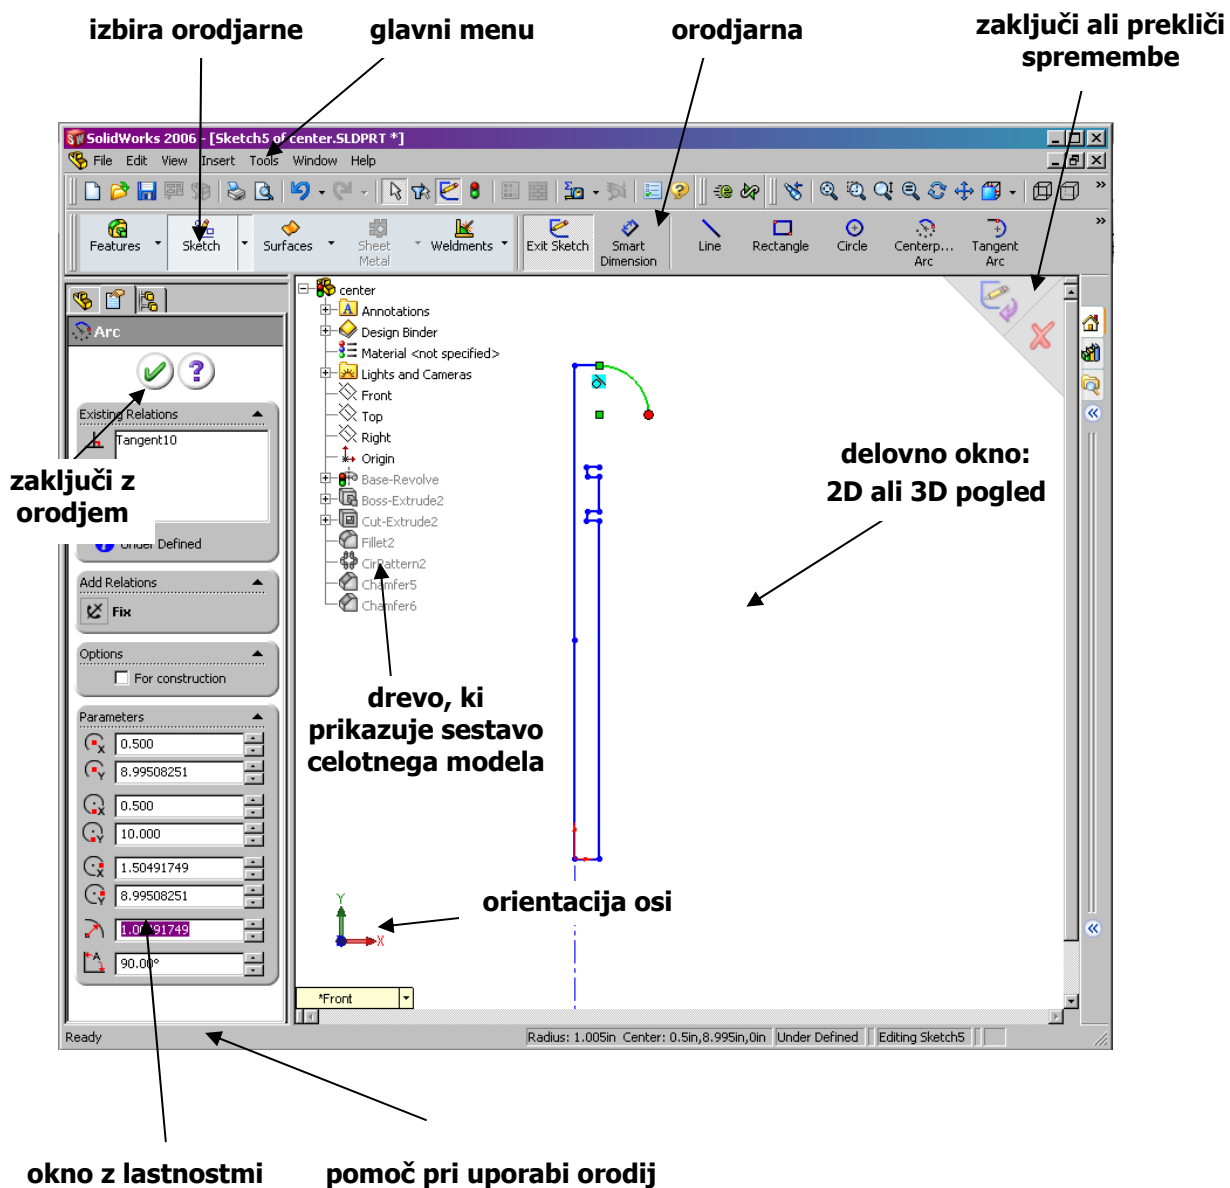 izbira orodjarne
glavni menu
orodjarna
zaključi ali prekliči
spremembe
SolidWorks 2006 - [Sketch5 of center.SLDPRT *]
File Edit View Insert Tools Window Help
Features
Sketch
Surfaces
Sheet
Metal
Weldments
Exit Sketch
Smart
Dimension
Line
Rectangle
Circle
Centerp...
Arc
Tangent
Arc
Arc
Existing Relations
Tangent10
zaključi z
orodjem
Under Defined
Add Relations
Fix
Options
For construction
Parameters
0.500
8.99508251
0.500
10.000
1.50491749
8.99508251
90.00°
center
Annotations
Design Binder
Material <not specified>
Lights and Cameras
Front
Top
Right
Origin
Base-Revolve
Boss-Extrude2
Cut-Extrude2
Fillet2
CirPattern2
Chamfer5
Chamfer6
delovno okno:
2D ali 3D pogled
drevo, ki
prikazuje sestavo
celotnega modela
orientacija osi
Y
X
*Front
Ready
Radius: 1.005in Center: 0.5in,8.995in,0in
Under Defined
Editing Sketch5
okno z lastnostmi
pomoč pri uporabi orodij